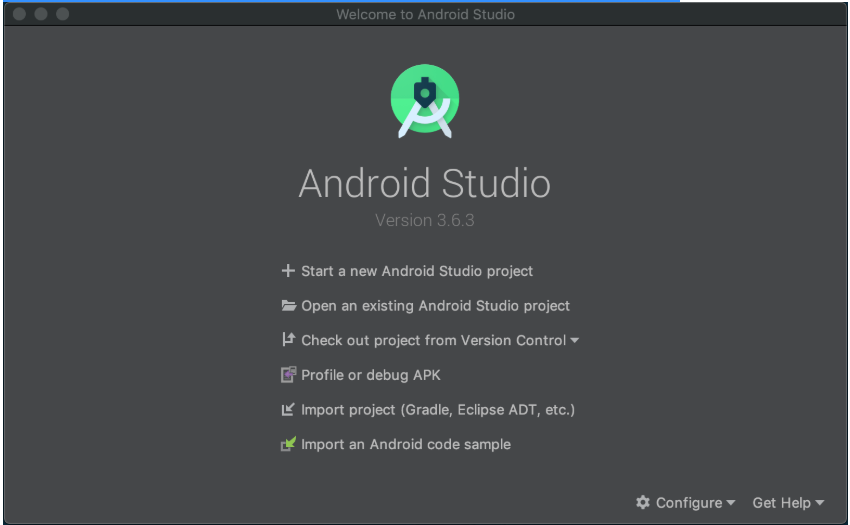 Welcome to Android Studio
Android Studio
Version 3.6.3
Start a new Android Studio project
Open an existing Android Studio project
Check out project from Version Control
Profile or debug APK
Import project (Gradle, Eclipse ADT, etc.)
Import an Android code sample
Configure Get Help